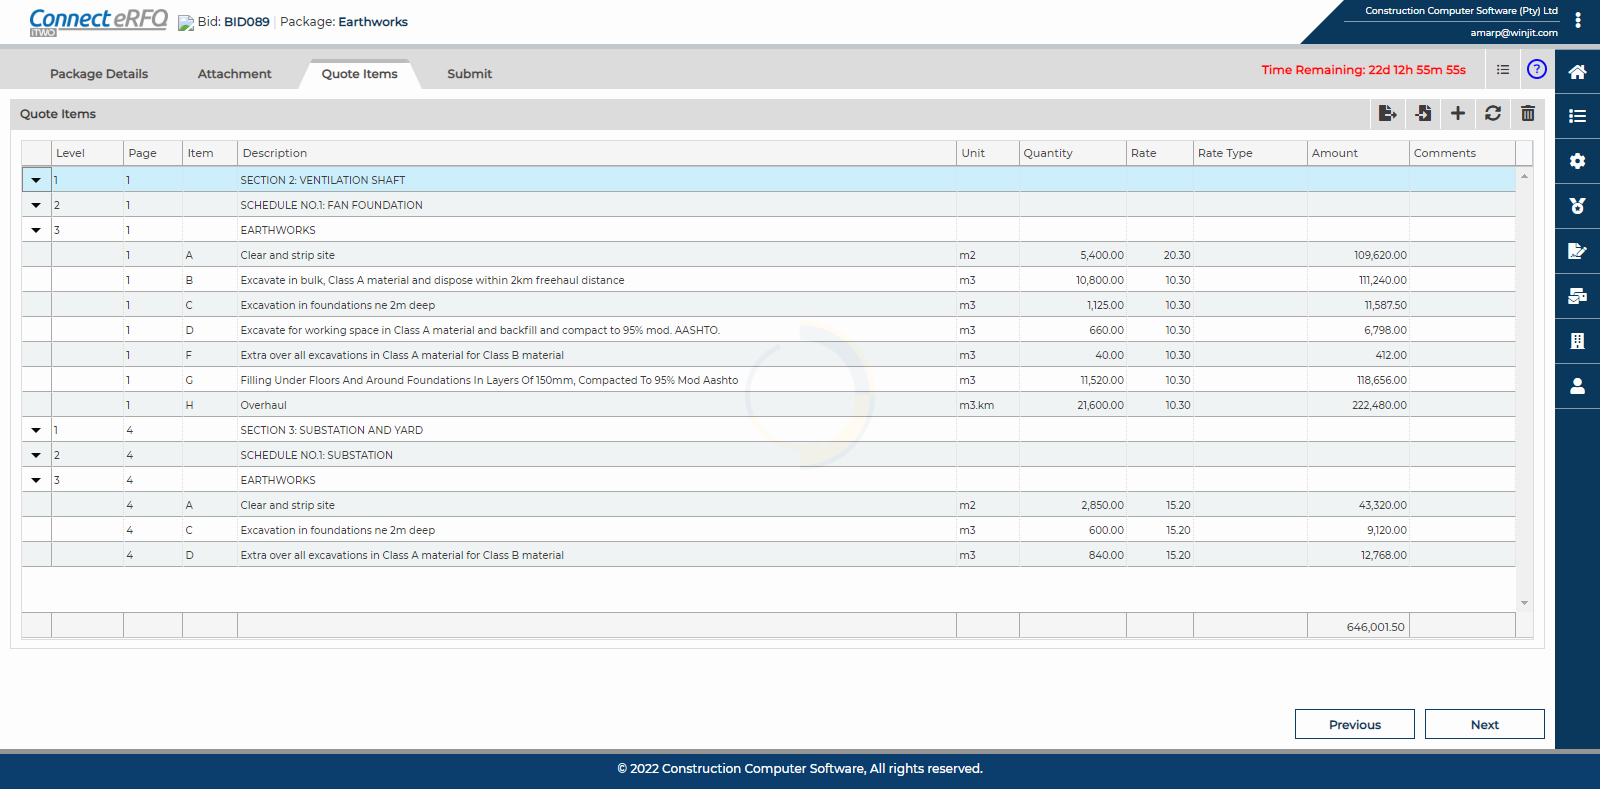 Connect eRFQ
iTWO
Bid: BID089 | Package: Earthworks
Construction Computer Software (Pty) Ltd
amarp@winjit.com
Package Details Attachment Quote Items Submit
Time Remaining: 22d 12h 55m 55s
?
Quote Items
Level Page Item Description Unit Quantity Rate Rate Type Amount Comments
1 1 SECTION 2: VENTILATION SHAFT
2 1 SCHEDULE NO.1: FAN FOUNDATION
3 1 EARTHWORKS
1 A Clear and strip site m2 5,400.00 20.30 109,620.00
1 B Excavate in bulk, Class A material and dispose within 2km freehaul distance m3 10,800.00 10.30 111,240.00
1 C Excavation in foundations ne 2m deep m3 1,125.00 10.30 11,587.50
1 D Excavate for working space in Class A material and backfill and compact to 95% mod. AASHTO. m3 660.00 10.30 6,798.00
1 F Extra over all excavations in Class A material for Class B material m3 40.00 10.30 412.00
1 G Filling Under Floors And Around Foundations In Layers Of 150mm, Compacted To 95% Mod Aashto m3 11,520.00 10.30 118,656.00
1 H Overhaul m3.km 21,600.00 10.30 222,480.00
1 4 SECTION 3: SUBSTATION AND YARD
2 4 SCHEDULE NO.1: SUBSTATION
3 4 EARTHWORKS
4 A Clear and strip site m2 2,850.00 15.20 43,320.00
4 C Excavation in foundations ne 2m deep m3 600.00 15.20 9,120.00
4 D Extra over all excavations in Class A material for Class B material m3 840.00 15.20 12,768.00
646,001.50
Previous Next
© 2022 Construction Computer Software, All rights reserved.